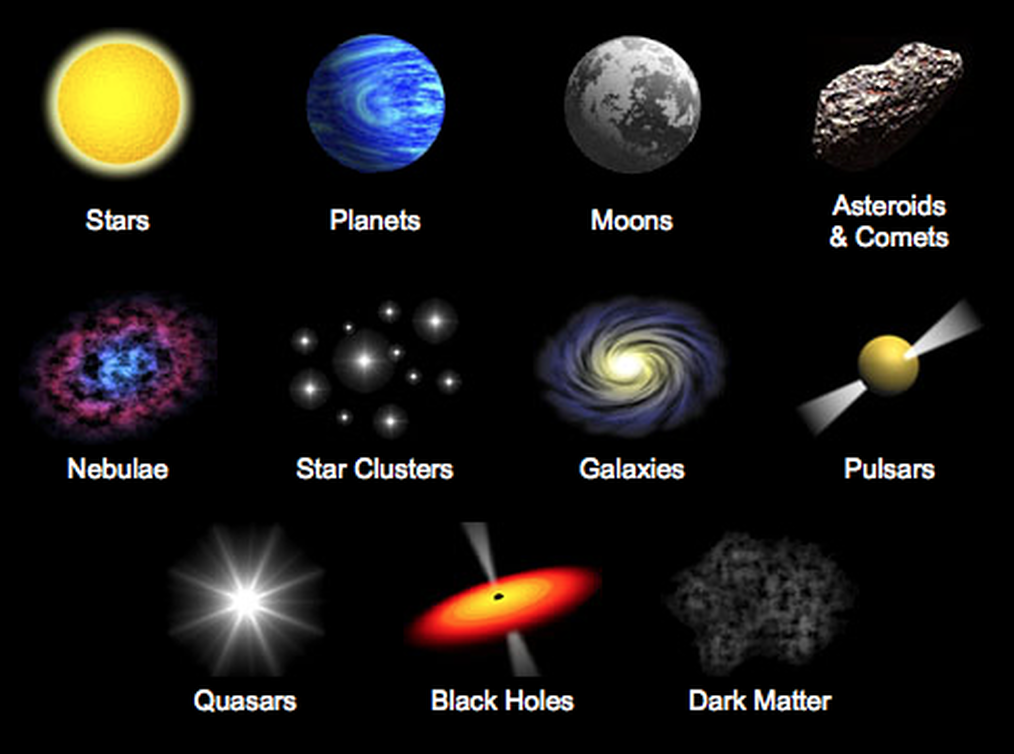 Stars
Planets
Moons
Asteroids
& Comets
Nebulae
Star Clusters
Galaxies
Pulsars
Quasars
Black Holes
Dark Matter